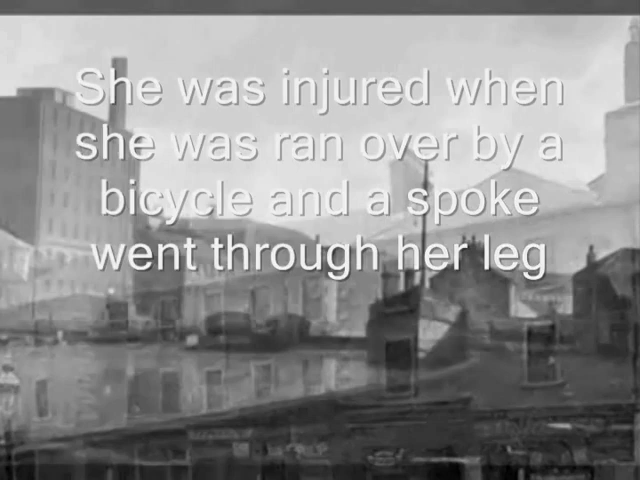 She was injured when
she was ran over by a
bicycle and a spoke
went through her leg